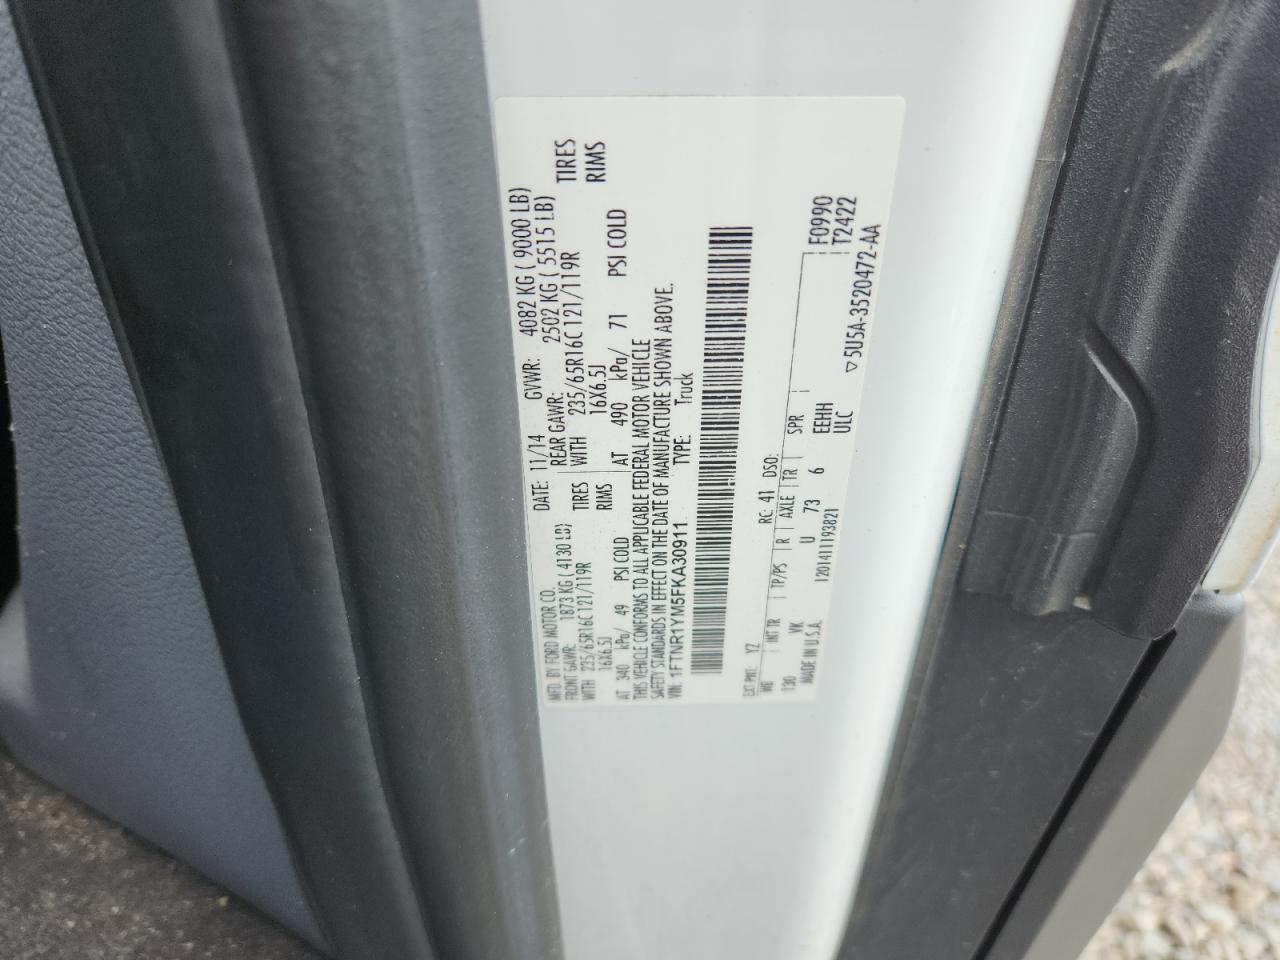 MFD. BY FORD MOTOR CO.
DATE: 11/14 GVWR: 4082 KG ( 9000 LB)
FRONT GAWR: 1873 KG ( 4130 LB)
REAR GAWR: 2502 KG ( 5515 LB)
WITH 235/65R16C 121/119R TIRES
WITH 235/65R16C 121/119R TIRES
16X6.5J RIMS
16X6.5J RIMS
AT 340 kPa/ 49 PSI COLD
AT 490 kPa/ 71 PSI COLD
THIS VEHICLE CONFORMS TO ALL APPLICABLE FEDERAL MOTOR VEHICLE
SAFETY STANDARDS IN EFFECT ON THE DATE OF MANUFACTURE SHOWN ABOVE.
VIN: 1FTNR1YM5FKA30911 TYPE: Truck
EXT PNT: YZ RC: 41 DSO:
WB INT TR TP/PS R AXLE TR SPR F0990
130 VK U 73 6 EEHH T2422
MADE IN U.S.A. 1201411193821 ULC
▽ 5U5A-3520472-AA